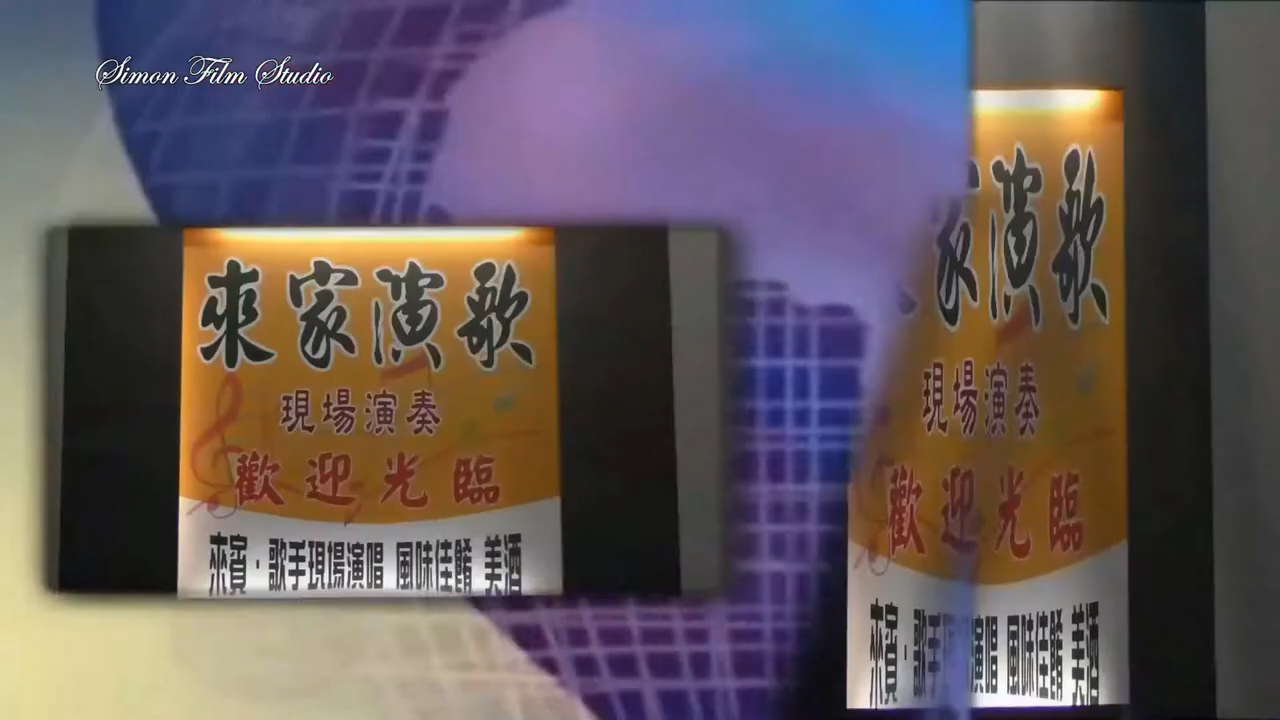 Simon Film Studio
來家演歌
現場演奏
歡迎光臨
來賓·歌手現場演唱 風味佳餚 美酒
家演歌
現場演奏
歡迎光臨
來賓·歌手現場演唱 風味佳餚 美酒